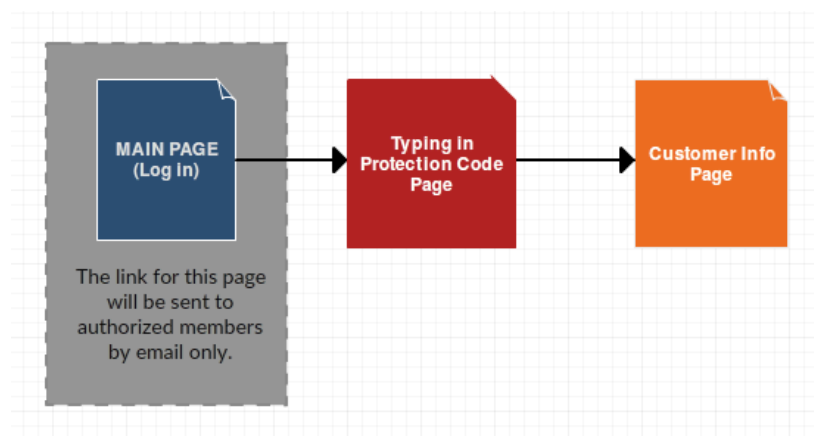 MAIN PAGE
(Log in)
The link for this page
will be sent to
authorized members
by email only.
Typing in
Protection Code
Page
Customer Info
Page